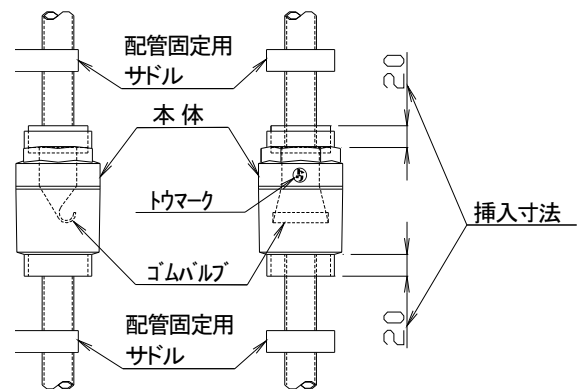 配管固定用
サドル
20
本体
トウマーク
挿入寸法
ゴムバルブ
配管固定用
サドル
20